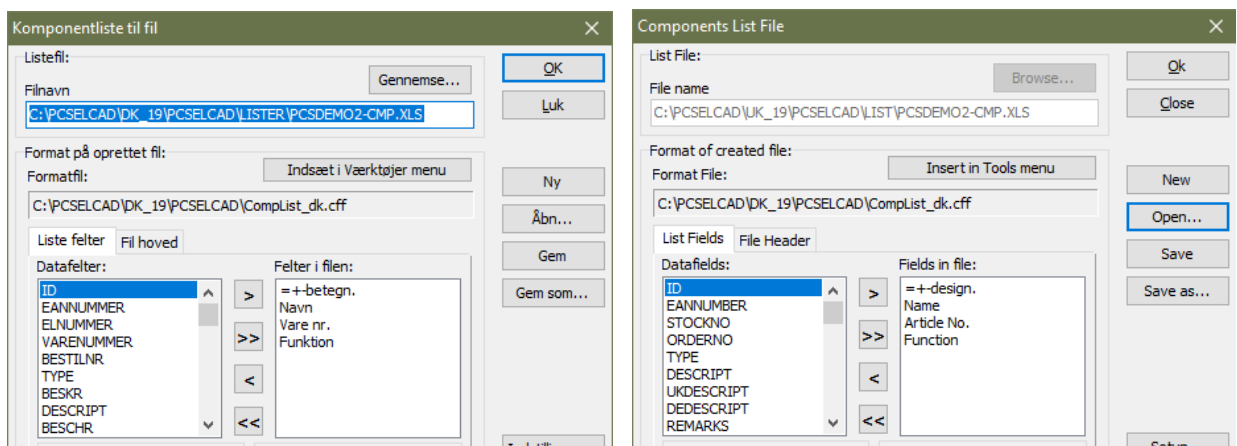 Komponentliste til fil
Listefil:
Gennemse...
Filnavn
C:\PCSELCAD\DK_19\PCSELCAD\LISTER\PCSDEMO2-CMP.XLS
OK
Luk
Format på oprettet fil:
Formatfil:
Indsæt i Værktøjer menu
C:\PCSELCAD\DK_19\PCSELCAD\CompList_dk.cff
Ny
Åbn...
Gem
Gem som...
Liste felter
Fil hoved
Datafelter:
ID
EANNUMMER
ELNUMMER
VARENUMMER
BESTILNR
TYPE
BESKR
DESCRIPT
BESCHR
>
>>
<
<<
Felter i filen:
=+-betegn.
Navn
Vare nr.
Funktion
Components List File
List File:
Browse...
File name
C:\PCSELCAD\UK_19\PCSELCAD\LIST\PCSDEMO2-CMP.XLS
Ok
Close
Format of created file:
Format File:
Insert in Tools menu
C:\PCSELCAD\DK_19\PCSELCAD\CompList_dk.cff
New
Open...
Save
Save as...
List Fields
File Header
Datafields:
ID
EANNUMBER
STOCKNO
ORDERNO
TYPE
DESCRIPT
UKDESCRIPT
DEDESCRIPT
REMARKS
>
>>
<
<<
Fields in file:
=+-design.
Name
Article No.
Function